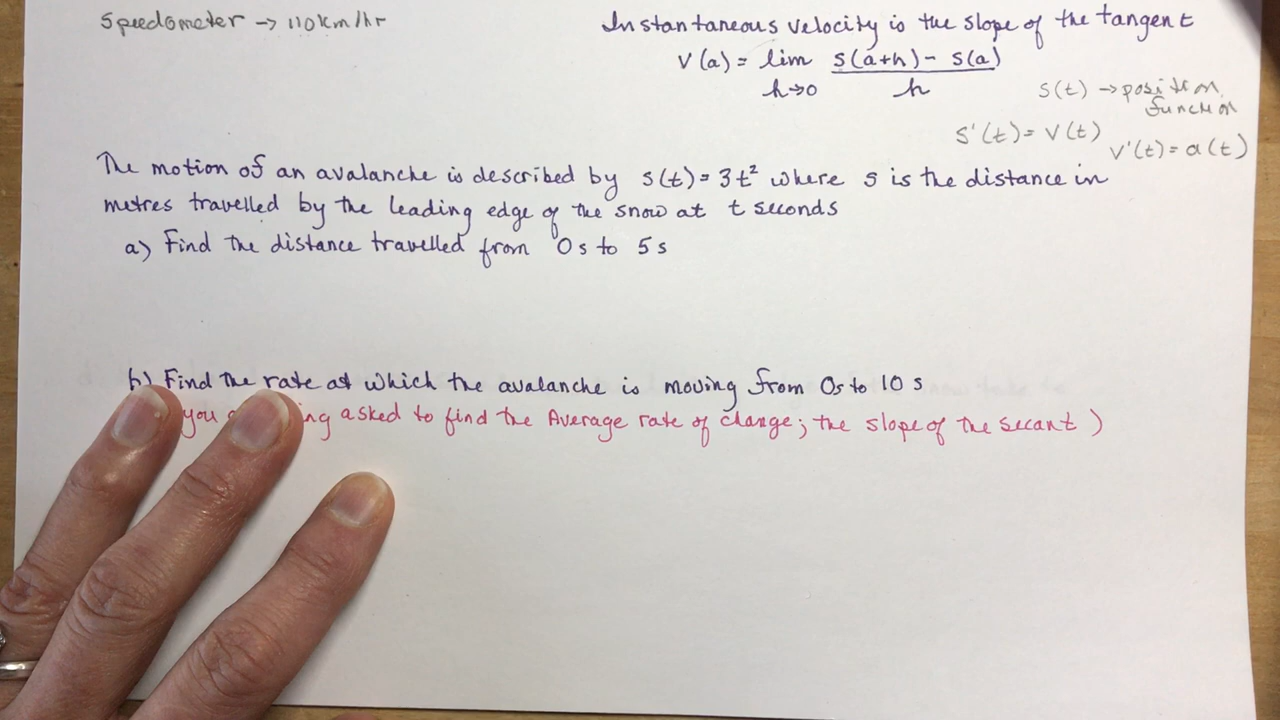 Speedometer → 110 km/hr
Instantaneous velocity is the slope of the tangent
V(a) = lim s(a+h) - s(a)
h→0 h
s(t) → position
function
s'(t) = v(t)
v'(t) = a(t)
The motion of an avalanche is described by s(t) = 3t² where s is the distance in
metres travelled by the leading edge of the snow at t seconds
a) Find the distance travelled from 0s to 5s
b) Find the rate at which the avalanche is moving from 0s to 10s
you asked to find the Average rate of change; the slope of the secant)